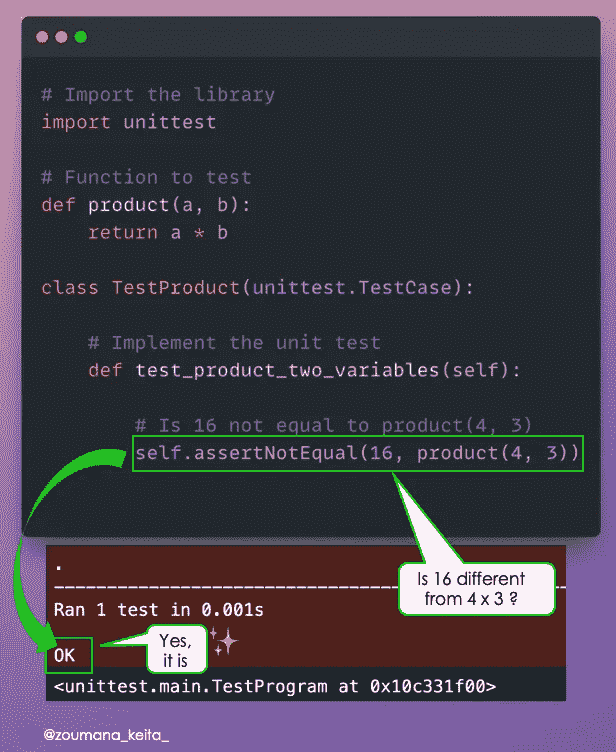 # Import the library
import unittest
# Function to test
def product(a, b):
    return a * b
class TestProduct(unittest.TestCase):
    # Implement the unit test
    def test_product_two_variables(self):
        # Is 16 not equal to product(4, 3)
        self.assertNotEqual(16, product(4, 3))
Is 16 different
from 4 x 3 ?
.
----------------------------------------------------------------------
Ran 1 test in 0.001s
OK
Yes,
it is
<unittest.main.TestProgram at 0x10c331f00>
@zoumana_keita_